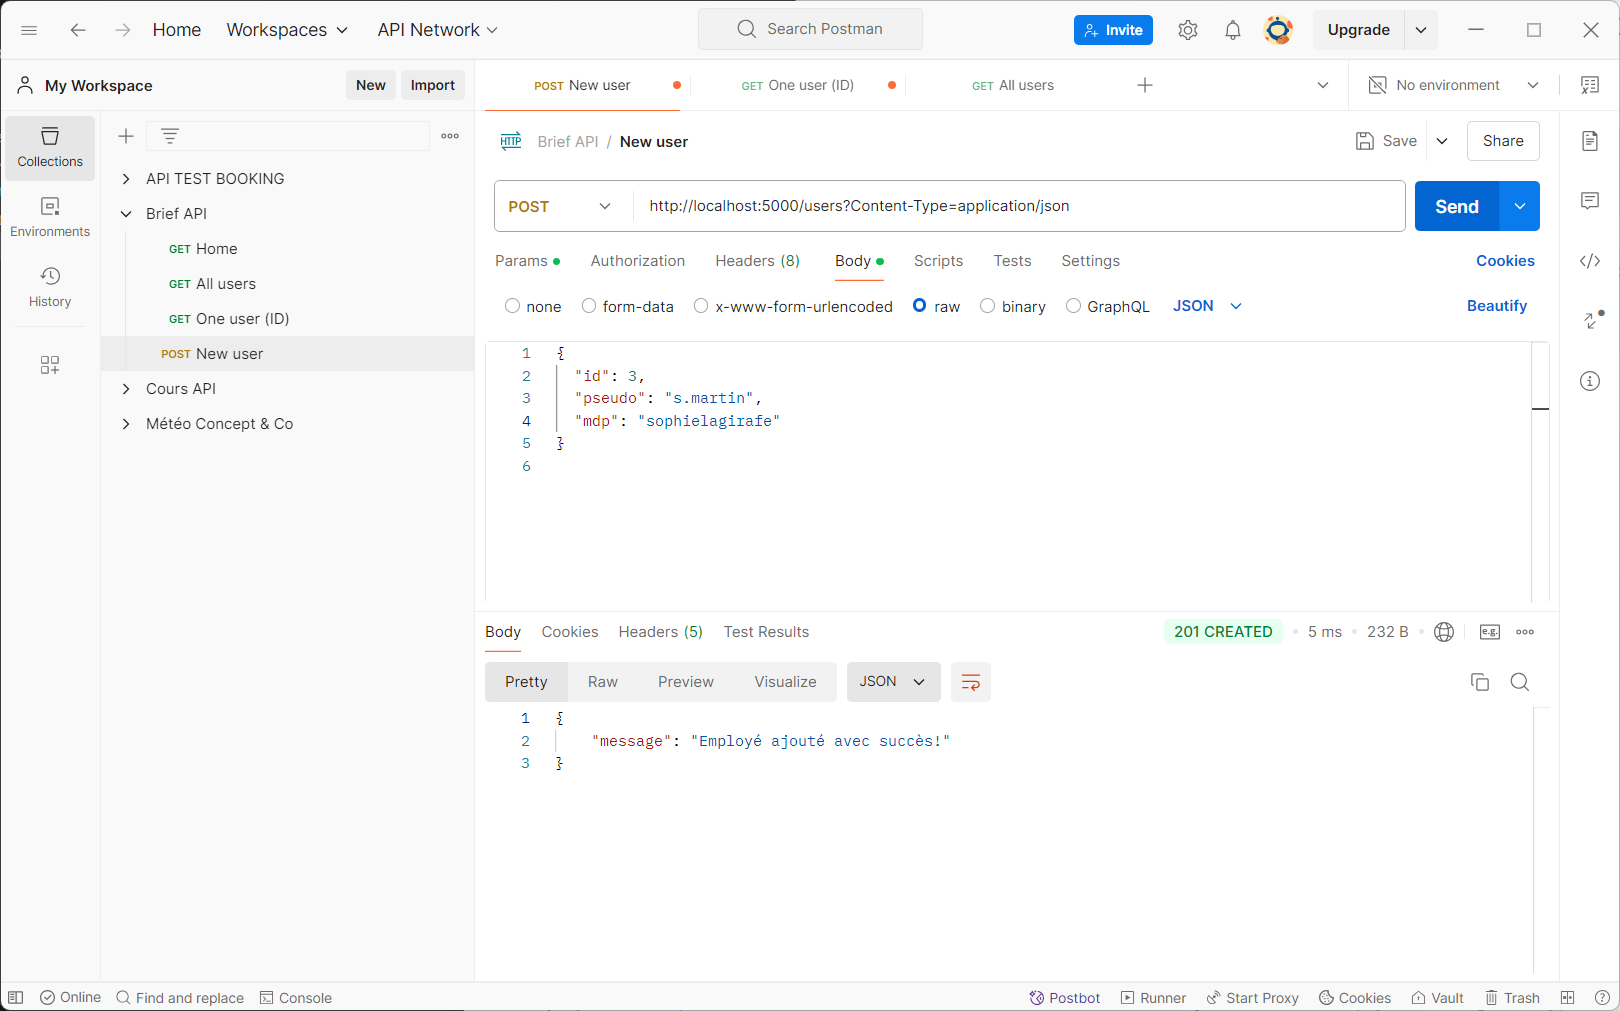 Home Workspaces API Network Search Postman Invite Upgrade
My Workspace New Import
POST New user GET One user (ID) GET All users No environment
Collections
Environments
History
API TEST BOOKING
Brief API
GET Home
GET All users
GET One user (ID)
POST New user
Cours API
Météo Concept & Co
HTTP Brief API / New user Save Share
POST http://localhost:5000/users?Content-Type=application/json Send
Params Authorization Headers (8) Body Scripts Tests Settings Cookies
none form-data x-www-form-urlencoded raw binary GraphQL JSON Beautify
1 {
2 "id": 3,
3 "pseudo": "s.martin",
4 "mdp": "sophielagirafe"
5 }
6
Body Cookies Headers (5) Test Results 201 CREATED 5 ms 232 B e.g.
Pretty Raw Preview Visualize JSON
1 {
2 "message": "Employé ajouté avec succès!"
3 }
Online Find and replace Console Postbot Runner Start Proxy Cookies Vault Trash